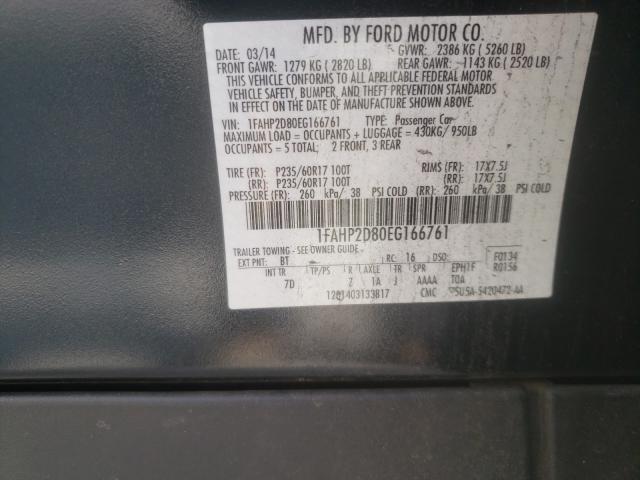 MFD. BY FORD MOTOR CO.
DATE: 03/14 GVWR: 2386 KG ( 5260 LB)
FRONT GAWR: 1279 KG ( 2820 LB) REAR GAWR: 1143 KG ( 2520 LB)
THIS VEHICLE CONFORMS TO ALL APPLICABLE FEDERAL MOTOR
VEHICLE SAFETY, BUMPER, AND THEFT PREVENTION STANDARDS
IN EFFECT ON THE DATE OF MANUFACTURE SHOWN ABOVE.
VIN: 1FAHP2D80EG166761 TYPE: Passenger Car
MAXIMUM LOAD = OCCUPANTS + LUGGAGE = 430KG/ 950LB
OCCUPANTS = 5 TOTAL; 2 FRONT, 3 REAR
TIRE (FR): P235/60R17 100T RIMS (FR): 17X7.5J
(RR): P235/60R17 100T (RR): 17X7.5J
PRESSURE (FR): 260 kPa/ 38 PSI COLD (RR): 260 kPa/ 38 PSI COLD
1FAHP2D80EG166761
TRAILER TOWING - SEE OWNER GUIDE.
EXT PNT: BT RC: 16 DSO: F0134
INT TR TP/PS R AXLE TR SPR EPH1F R0156
7D Z 1A J AAAA T0A
1201403133817 CMC 5U5A-5420472-AA